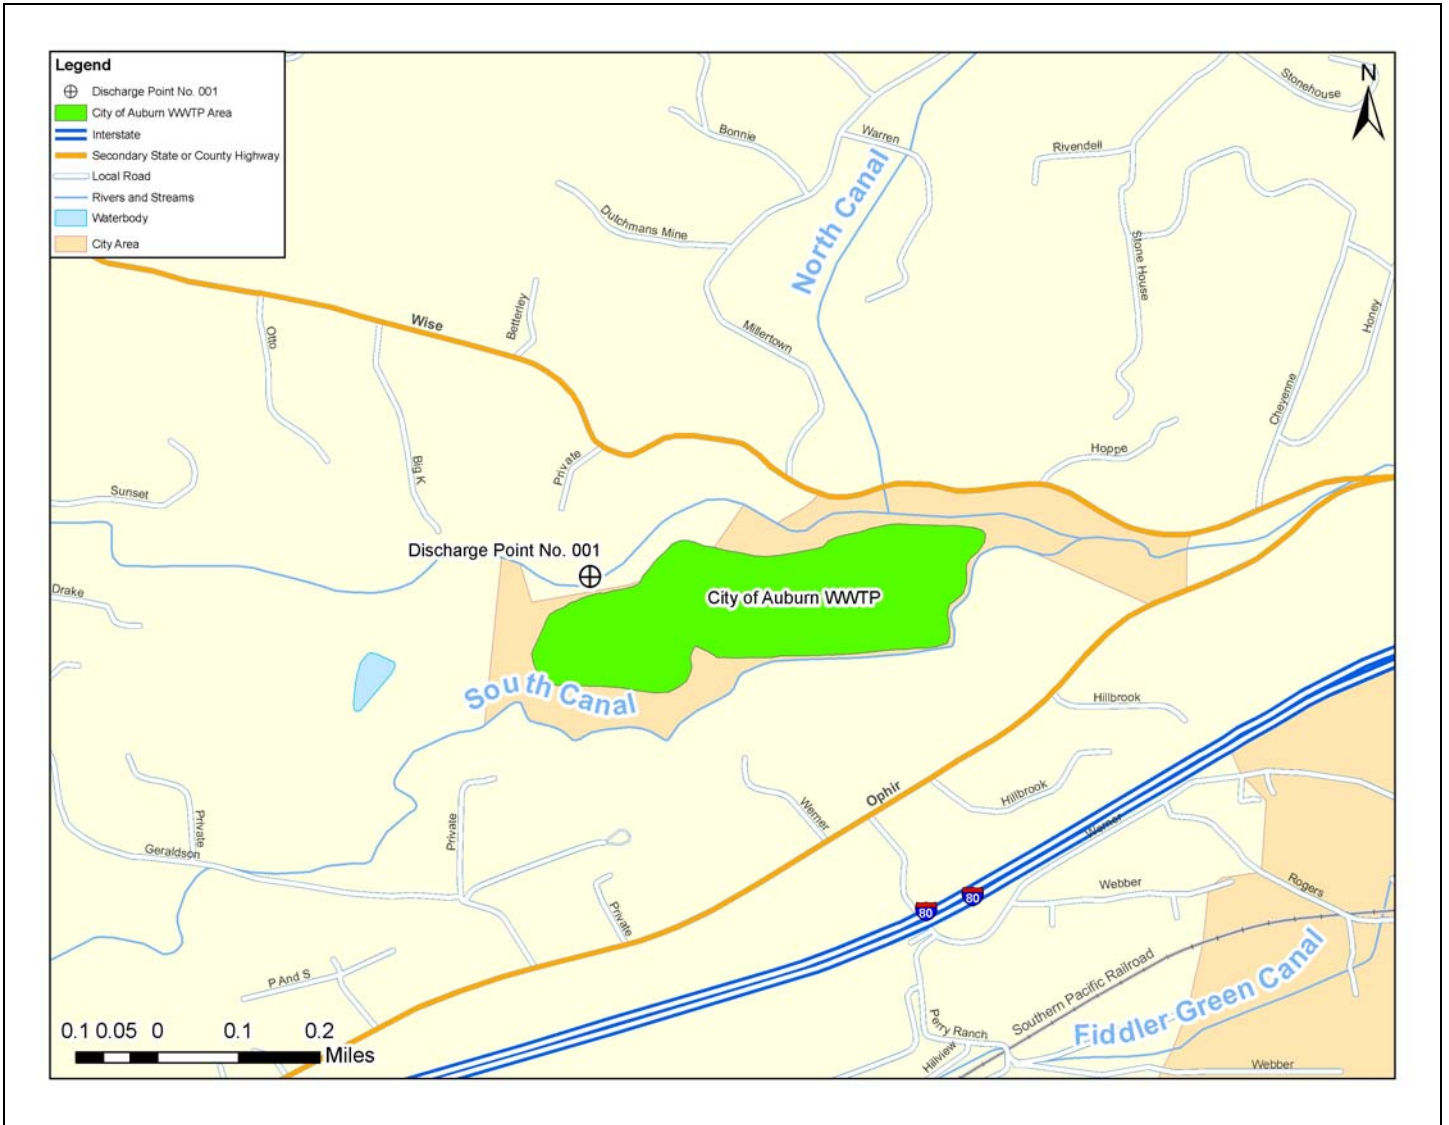 Legend
Discharge Point No. 001
City of Auburn WWTP Area
Interstate
Secondary State or County Highway
Local Road
Rivers and Streams
Waterbody
City Area
N
Stonehouse
Bonnie
Warren
Rivendell
North Canal
Dutchmans Mine
Stone House
Betterley
Honey
Wise
Otto
Millertown
Cheyenne
Hoppe
Private
Big K
Sunset
Discharge Point No. 001
Drake
City of Auburn WWTP
South Canal
Hillbrook
Ophir
Hillbrook
Werner
Werner
Private
Private
Geraldson
Webber
Rogers
80
80
Private
Southern Pacific Railroad
Fiddler Green Canal
P And S
Perry Ranch
Hillview
Webber
0.1 0.05 0 0.1 0.2
Miles